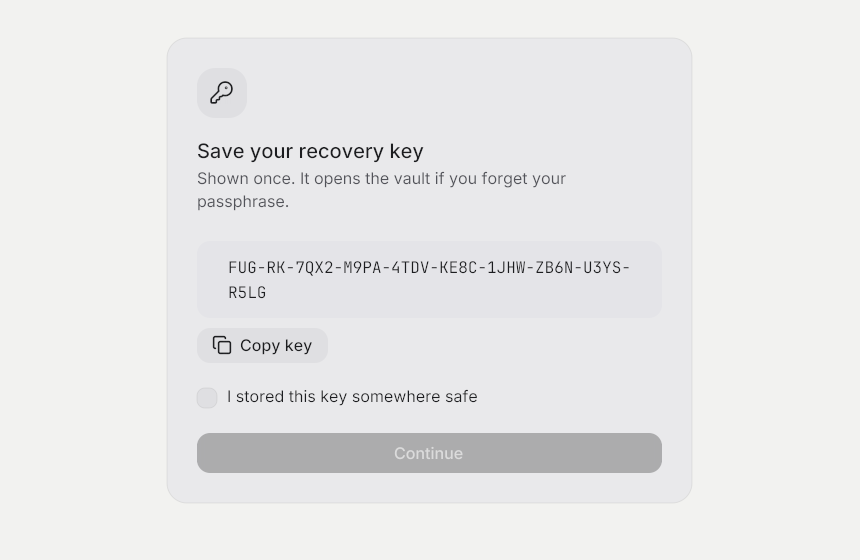 Save your recovery key
Shown once. It opens the vault if you forget your
passphrase.
FUG-RK-7QX2-M9PA-4TDV-KE8C-1JHW-ZB6N-U3YS-
R5LG
Copy key
I stored this key somewhere safe
Continue